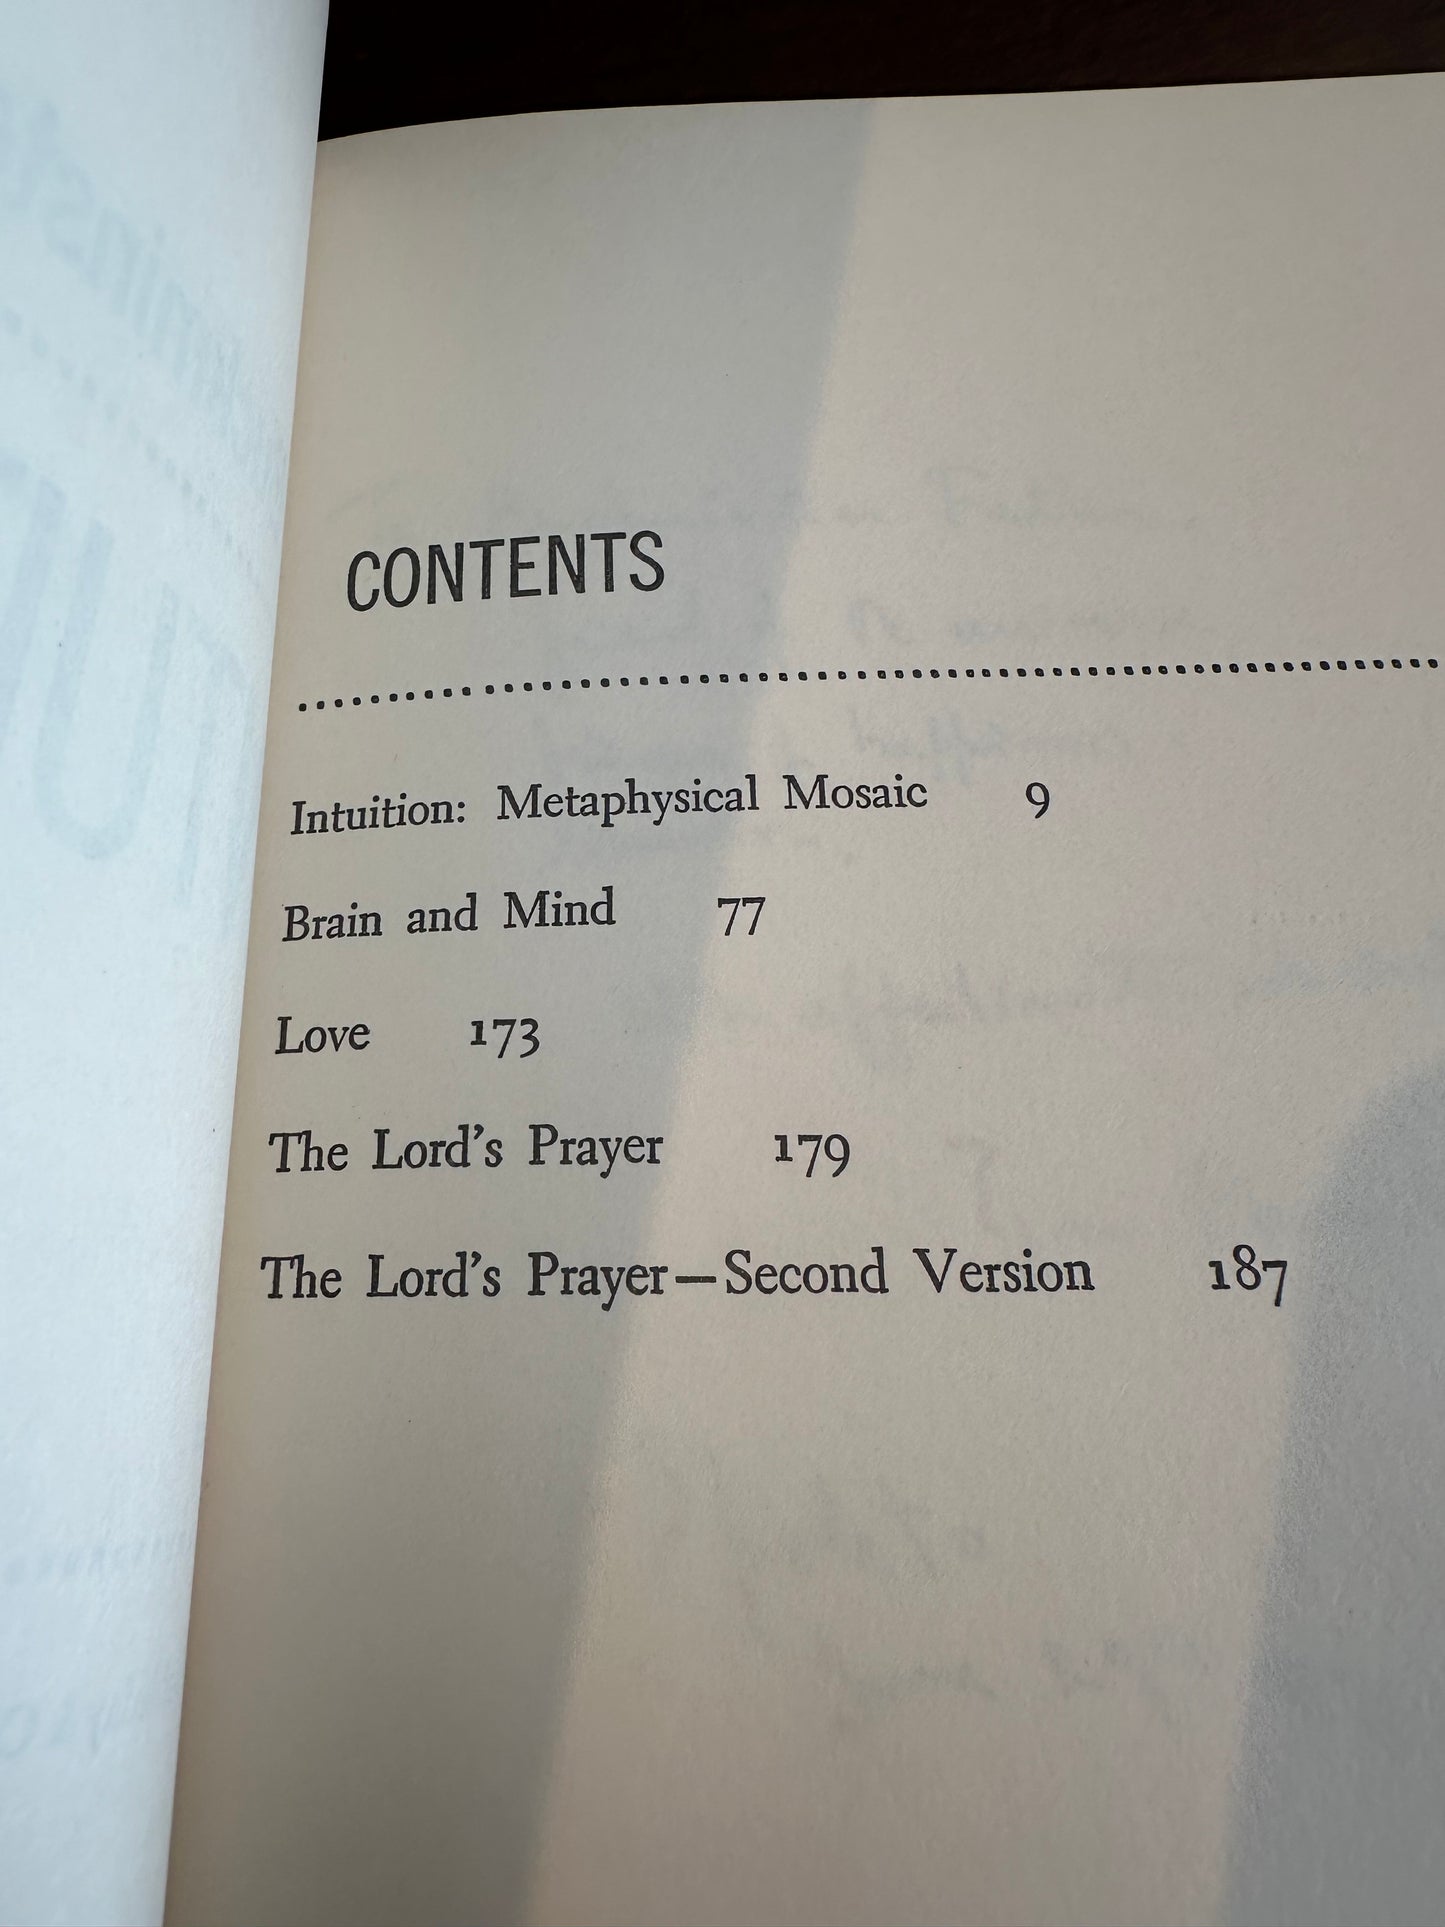 CONTENTS
Intuition: Metaphysical Mosaic 9
Brain and Mind 77
Love 173
The Lord's Prayer 179
The Lord's Prayer—Second Version 187